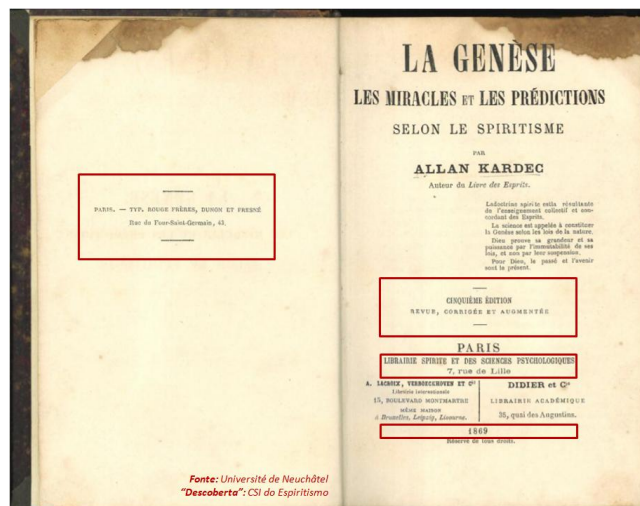 PARIS. — TYP. ROUGE FRÈRES, DUNON ET FRESNÉ
Rue du Four-Saint-Germain, 43.
LA GENÈSE
LES MIRACLES ET LES PRÉDICTIONS
SELON LE SPIRITISME
PAR
ALLAN KARDEC
Auteur du Livre des Esprits.
La doctrine spirite est la résultante
de l'enseignement collectif et con-
cordant des Esprits.
La science est appelée à constituer
la Genèse selon les lois de la nature.
Dieu prouve sa grandeur et sa
puissance par l'immutabilité de ses
lois, et non par leur suspension.
Pour Dieu, le passé et l'avenir
sont le présent.
CINQUIÈME ÉDITION
REVUE, CORRIGÉE ET AUGMENTÉE
PARIS
LIBRAIRIE SPIRITE ET DES SCIENCES PSYCHOLOGIQUES
7, rue de Lille
A. LACROIX, VERBOECKHOVEN ET Cie
Librairie internationale
15, BOULEVARD MONTMARTRE
MÊME MAISON
à Bruxelles, Leipzig, Livourne.
DIDIER et Cie
LIBRAIRIE ACADÉMIQUE
35, quai des Augustins.
1869
Réserve de tous droits.
Fonte: Université de Neuchâtel
"Descoberta": CSI do Espiritismo